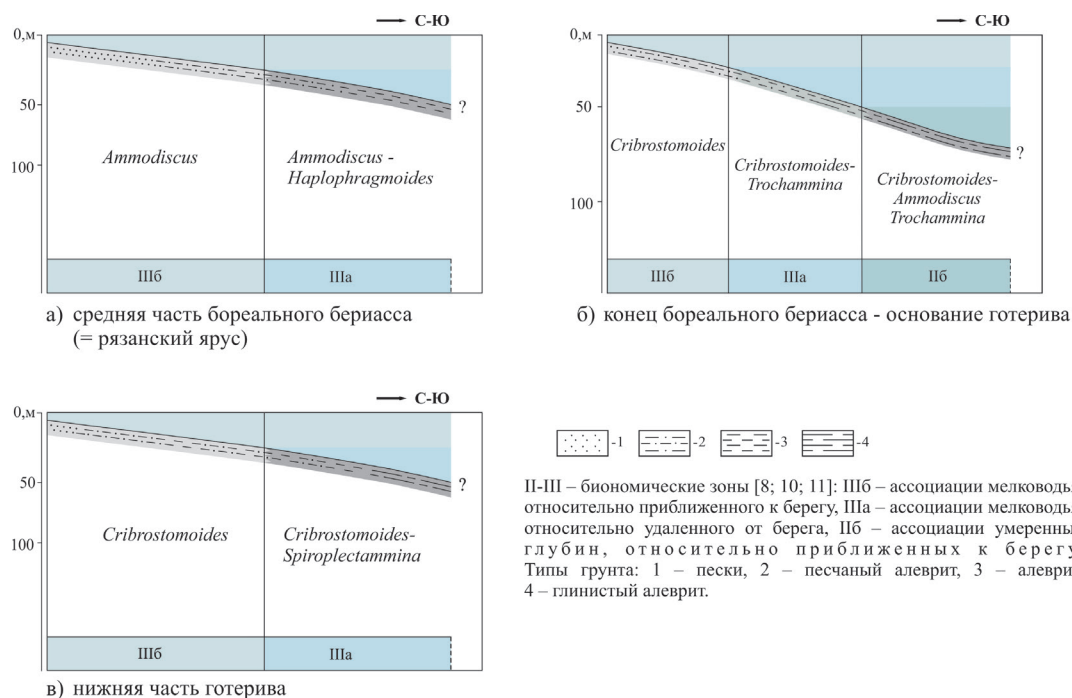 С-Ю
0,м
50
100
?
Ammodiscus
Ammodiscus -
Haplophragmoides
IIIб
IIIа
а) средняя часть бореального бериасса
(= рязанский ярус)
С-Ю
0,м
50
100
?
Cribrostomoides
Cribrostomoides-
Trochammina
Cribrostomoides-
Ammodiscus
Trochammina
IIIб
IIIа
IIб
б) конец бореального бериасса - основание готерива
С-Ю
0,м
50
100
?
Cribrostomoides
Cribrostomoides-
Spiroplectammina
IIIб
IIIа
в) нижняя часть готерива
-1 -2 -3 -4
II-III – биономические зоны [8; 10; 11]: IIIб – ассоциации мелководь
относительно приближенного к берегу, IIIа – ассоциации мелководь
относительно удаленного от берега, IIб – ассоциации умеренны
глубин, относительно приближенных к берегу
Типы грунта: 1 – пески, 2 – песчаный алеврит, 3 – алеври
4 – глинистый алеврит.